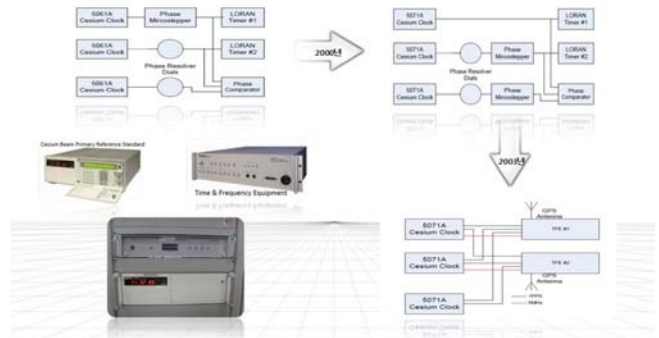 5061A
Cesium Clock
Phase
Mircostepper
LORAN
Timer #1
5061A
Cesium Clock
LORAN
Timer #2
Phase Resolver
Dials
5061A
Cesium Clock
Phase
Comparator
2000년
5071A
Cesium Clock
LORAN
Timer #1
5071A
Cesium Clock
Phase
Mircostepper
LORAN
Timer #2
Phase Resolver
Dials
5071A
Cesium Clock
Phase
Mircostepper
Phase
Comparator
2003년
Cesium Beam Primary Reference Standard
Time & Frequency Equipment
GPS
Antenna
5071A
Cesium Clock
TFE #1
5071A
Cesium Clock
TFE #2
GPS
Antenna
5071A
Cesium Clock